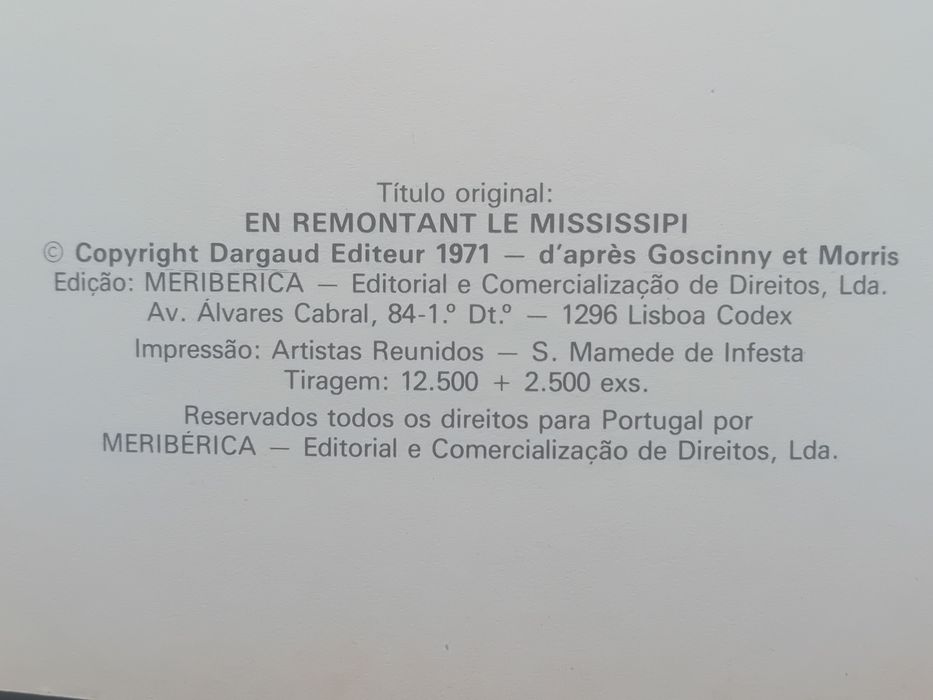 Título original:
EN REMONTANT LE MISSISSIPI
© Copyright Dargaud Editeur 1971 — d'après Goscinny et Morris
Edição: MERIBERICA — Editorial e Comercialização de Direitos, Lda.
Av. Álvares Cabral, 84-1.º Dt.º — 1296 Lisboa Codex
Impressão: Artistas Reunidos — S. Mamede de Infesta
Tiragem: 12.500 + 2.500 exs.
Reservados todos os direitos para Portugal por
MERIBÉRICA — Editorial e Comercialização de Direitos, Lda.